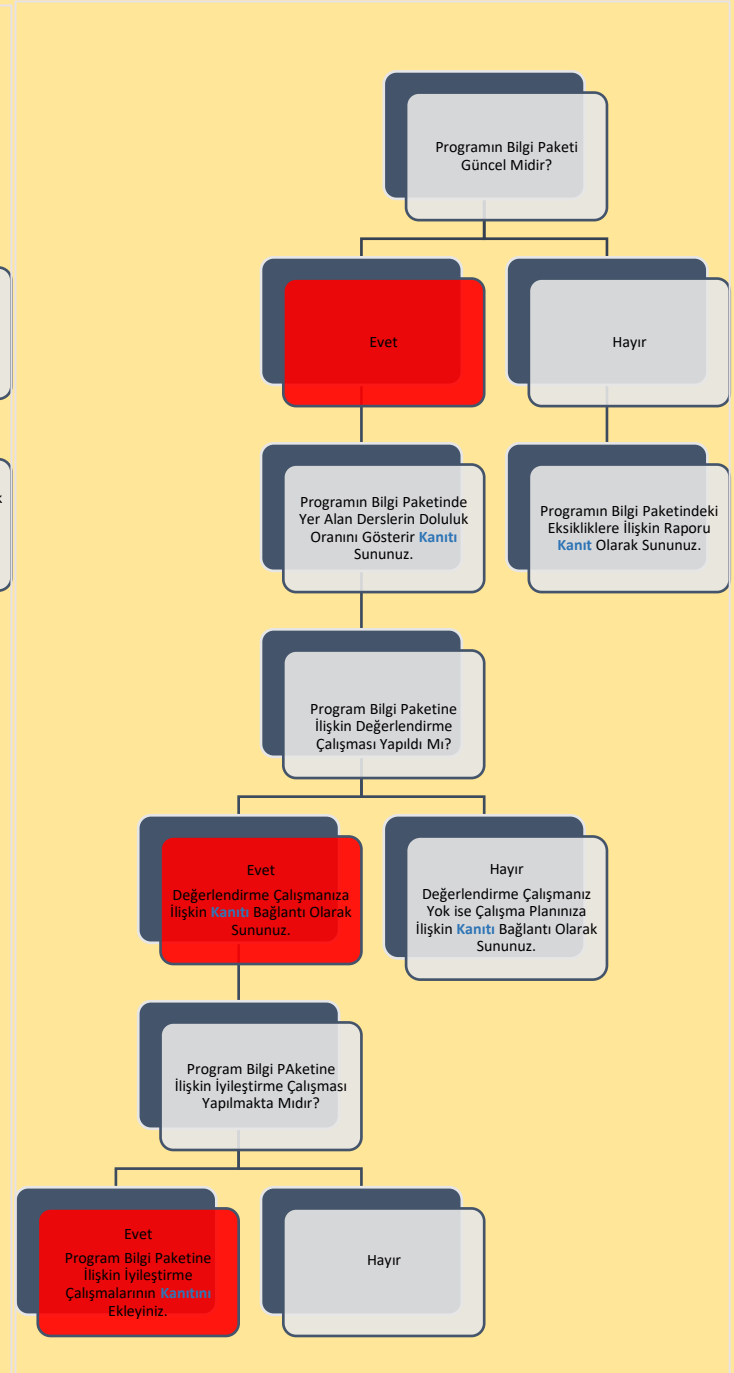 Programın Bilgi Paketi
Güncel Midir?
Evet
Hayır
Programın Bilgi Paketinde
Yer Alan Derslerin Doluluk
Oranını Gösterir Kanıtı
Sununuz.
Programın Bilgi Paketindeki
Eksikliklere İlişkin Raporu
Kanıt Olarak Sununuz.
Program Bilgi Paketine
İlişkin Değerlendirme
Çalışması Yapıldı Mı?
Evet
Değerlendirme Çalışmanıza
İlişkin Kanıtı Bağlantı Olarak
Sununuz.
Hayır
Değerlendirme Çalışmanız
Yok ise Çalışma Planınıza
İlişkin Kanıtı Bağlantı Olarak
Sununuz.
Program Bilgi PAketine
İlişkin İyileştirme Çalışması
Yapılmakta Mıdır?
Evet
Program Bilgi Paketine
İlişkin İyileştirme
Çalışmalarının Kanıtını
Ekleyiniz.
Hayır